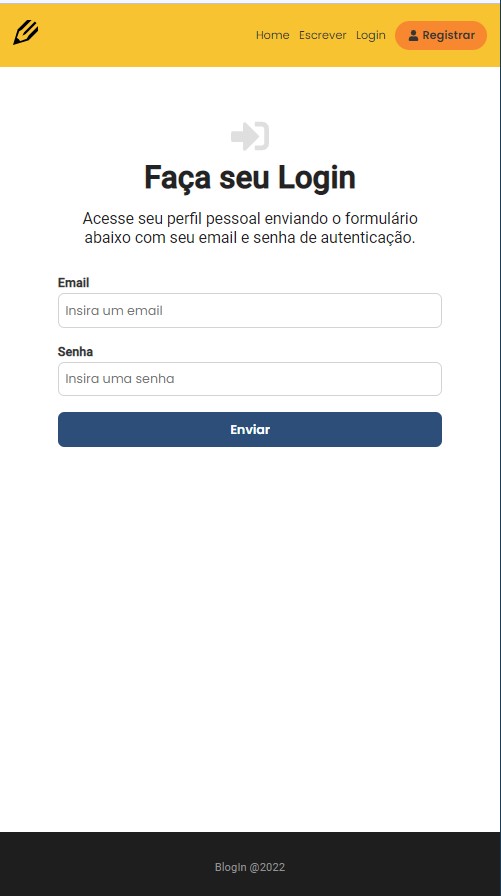 Home Escrever Login Registrar
Faça seu Login
Acesse seu perfil pessoal enviando o formulário
abaixo com seu email e senha de autenticação.
Email
Insira um email
Senha
Insira uma senha
Enviar
BlogIn @2022